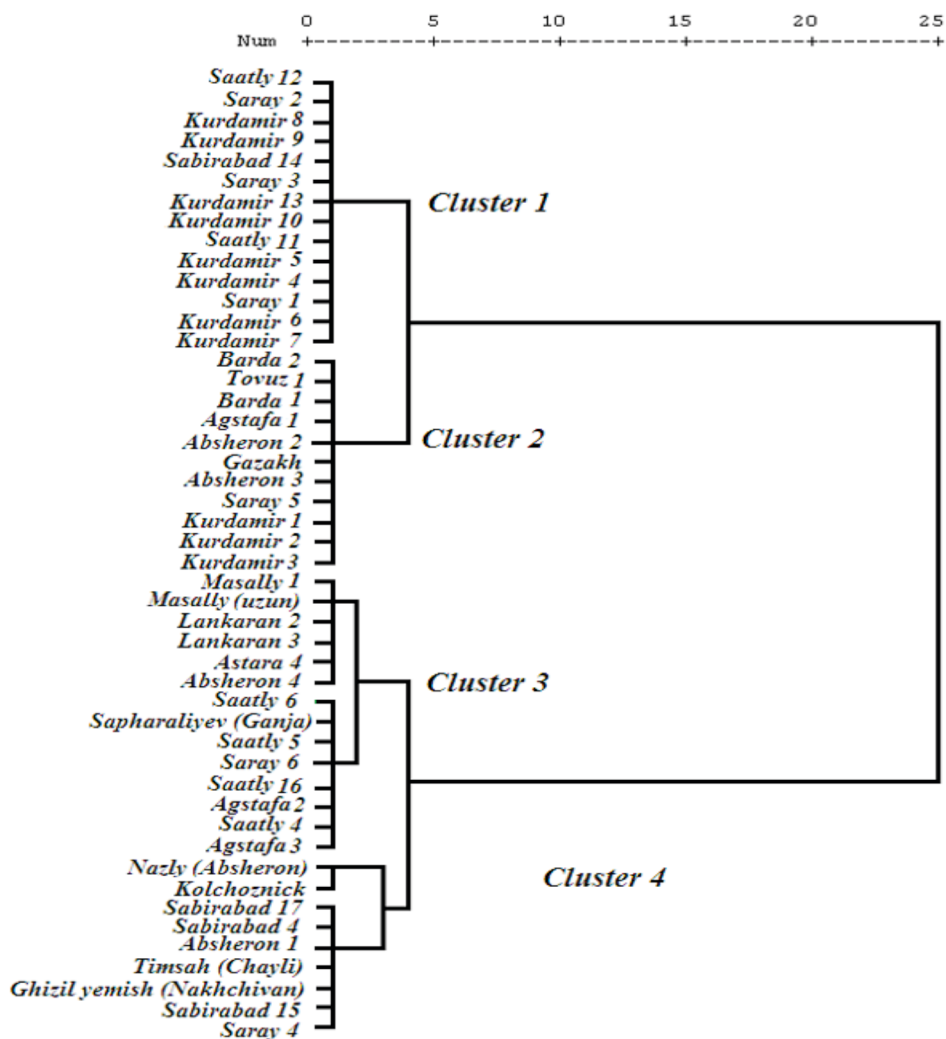 0 5 10 15 20 25
Num
Saatly 12
Saray 2
Kurdamir 8
Kurdamir 9
Sabirabad 14
Saray 3
Kurdamir 13
Cluster 1
Kurdamir 10
Saatly 11
Kurdamir 5
Kurdamir 4
Saray 1
Kurdamir 6
Kurdamir 7
Barda 2
Tovuz 1
Barda 1
Agstafa 1
Absheron 2
Cluster 2
Gazakh
Absheron 3
Saray 5
Kurdamir 1
Kurdamir 2
Kurdamir 3
Masally 1
Masally (uzun)
Lankaran 2
Lankaran 3
Astara 4
Absheron 4
Cluster 3
Saatly 6
Sapharaliyev (Ganja)
Saatly 5
Saray 6
Saatly 16
Agstafa 2
Saatly 4
Agstafa 3
Nazly (Absheron)
Cluster 4
Kolchoznick
Sabirabad 17
Sabirabad 4
Absheron 1
Timsah (Chayli)
Ghizil yemish (Nakhchivan)
Sabirabad 15
Saray 4